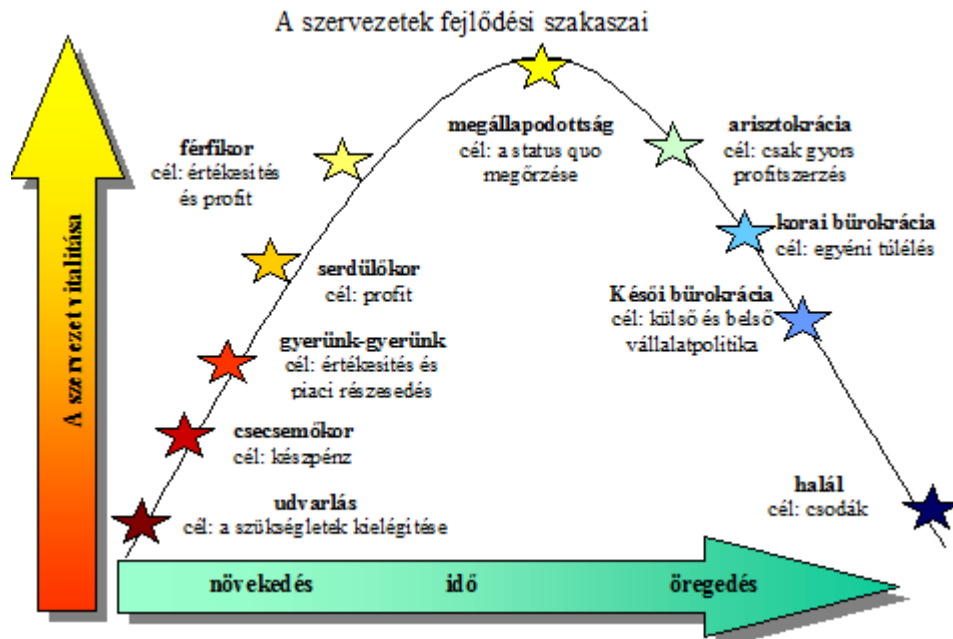 A szervezetek fejlődési szakaszai
A szervezet vitalitása
férfikor
cél: értékesítés
és profit
megállapodottság
cél: a status quo
megőrzése
arisztokrácia
cél: csak gyors
profitszerzés
korai bürokrácia
cél: egyéni túlélés
serdülőkor
cél: profit
Késői bürokrácia
cél: külső és belső
vállalatpolitika
gyerünk-gyerünk
cél: értékesítés és
piaci részesedés
csecsemőkor
cél: készpénz
udvarlás
cél: a szükségletek kielégítése
halál
cél: csodák
növekedés idő öregedés